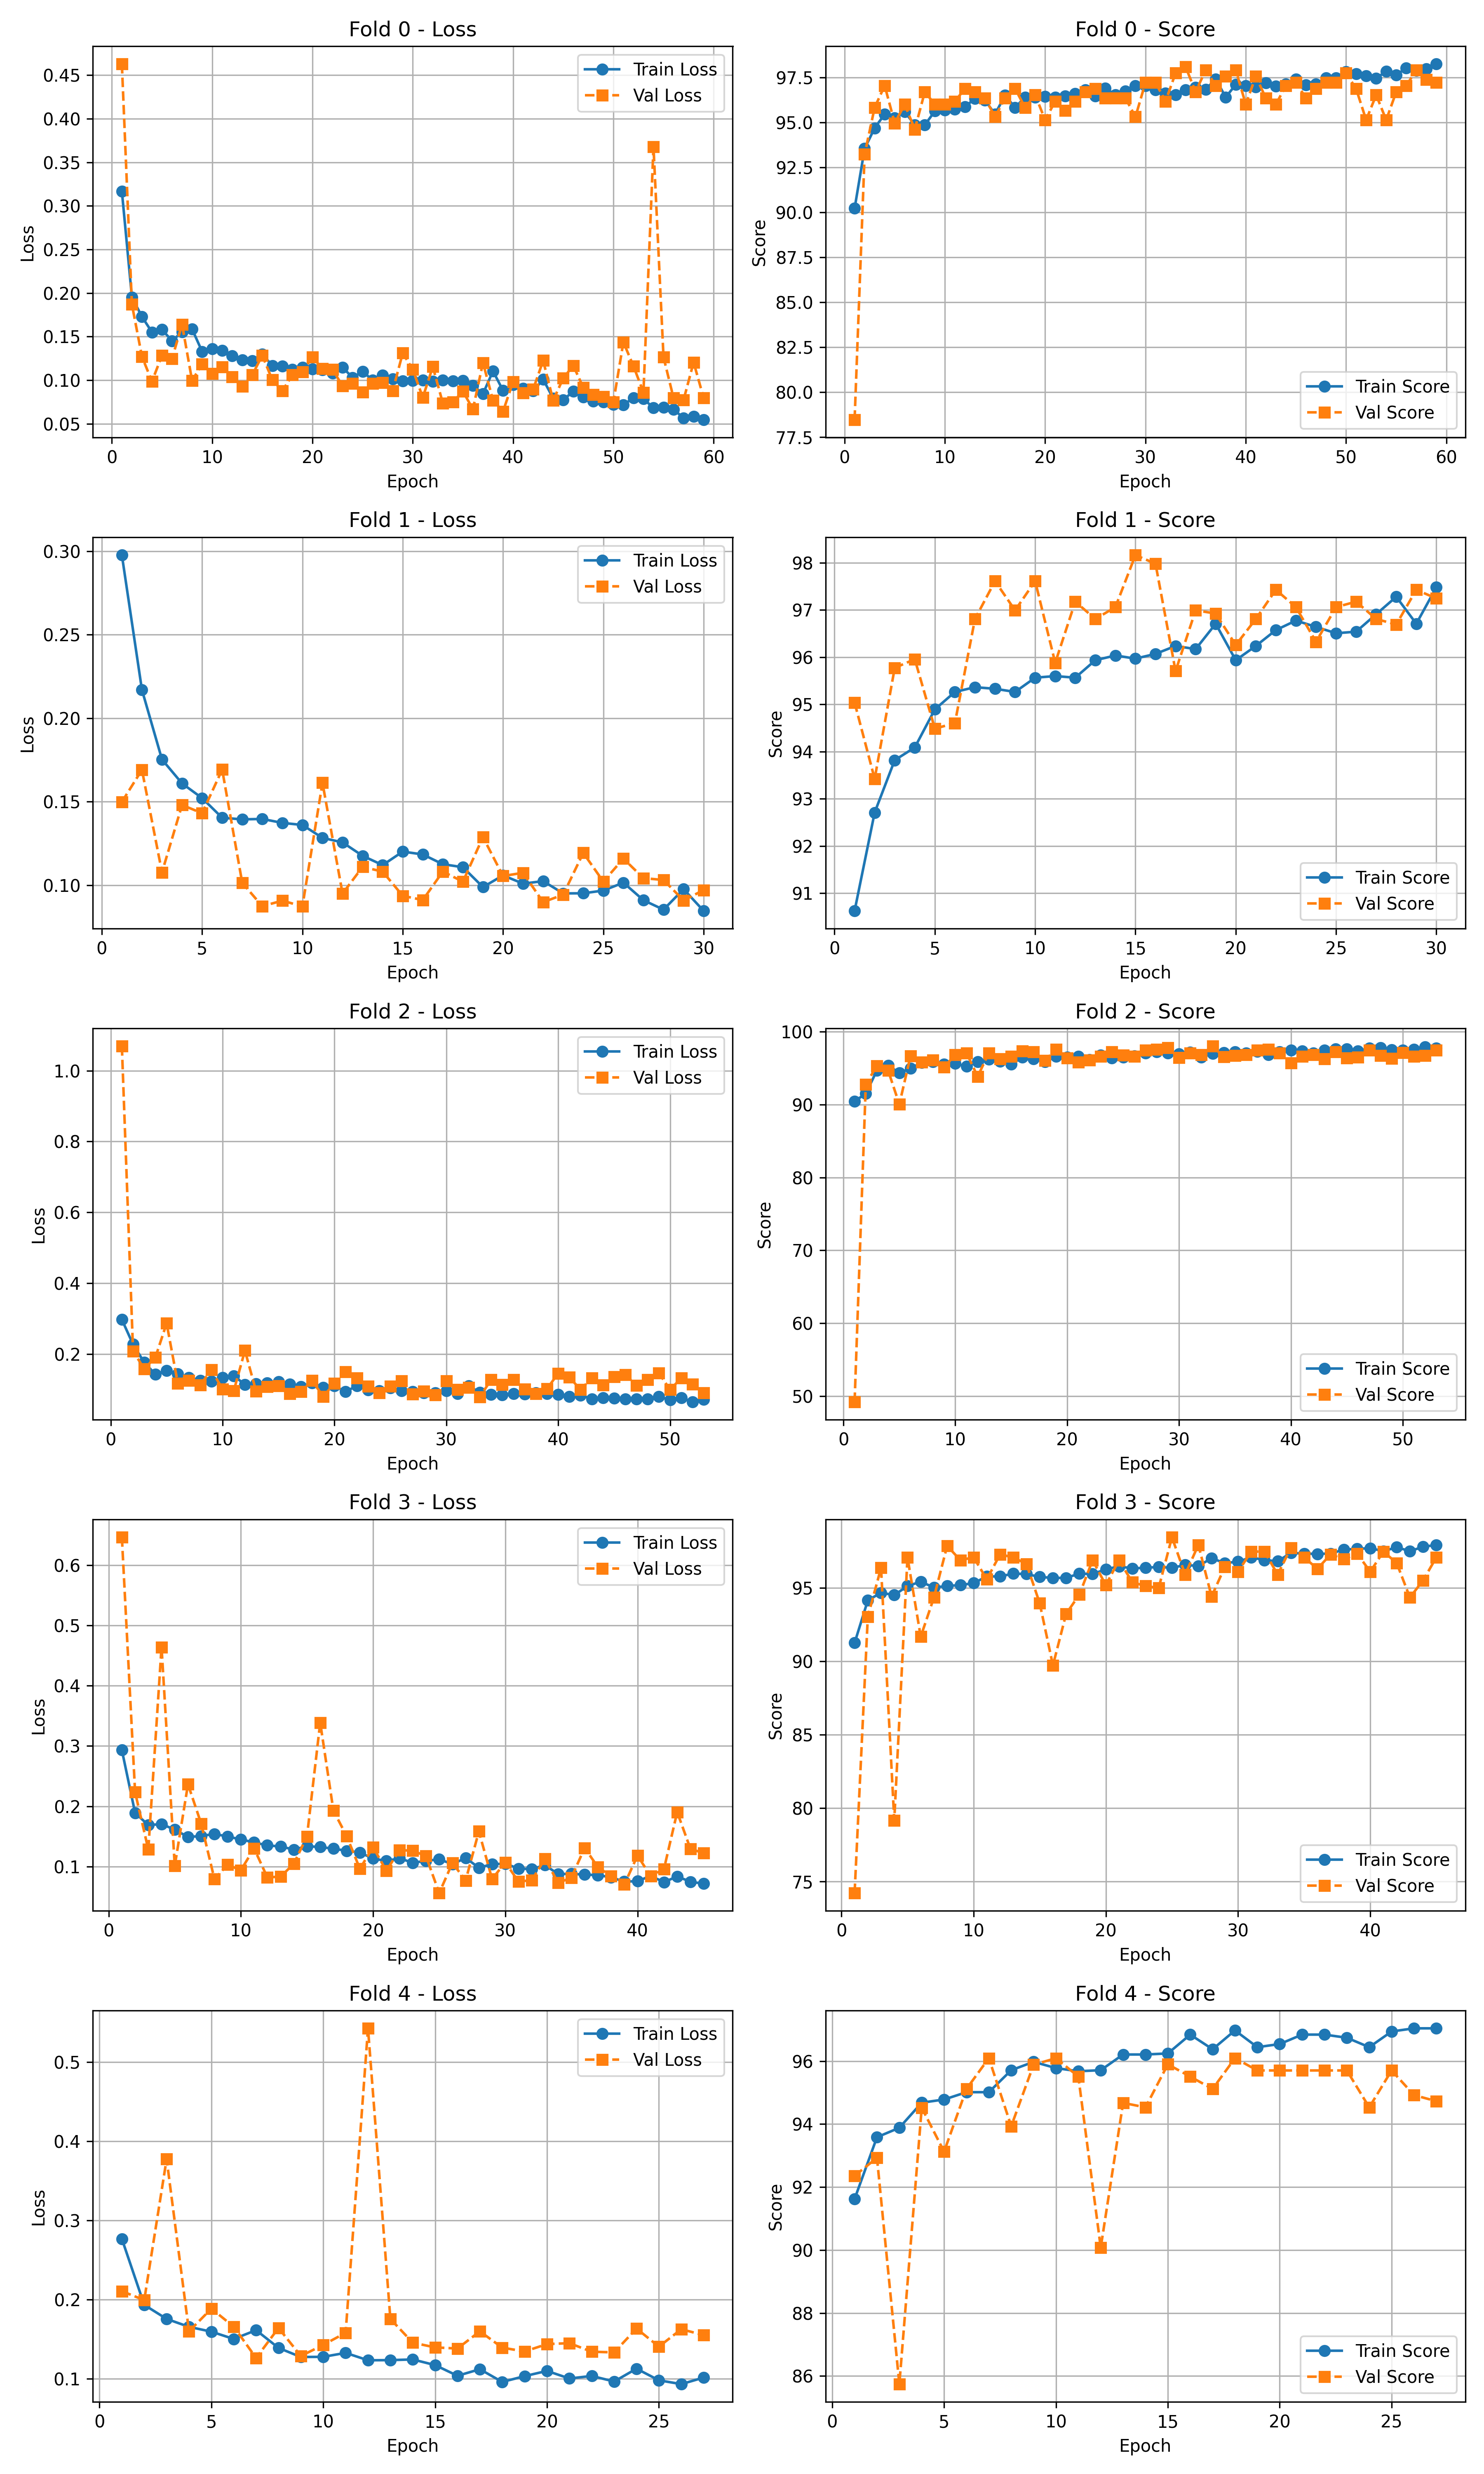 Fold 0 - Loss
0.45
0.40
0.35
0.30
0.25
0.20
0.15
0.10
0.05
Loss
Train Loss
Val Loss
0 10 20 30 40 50 60
Epoch
Fold 0 - Score
97.5
95.0
92.5
90.0
87.5
85.0
82.5
80.0
77.5
Score
Train Score
Val Score
0 10 20 30 40 50 60
Epoch
Fold 1 - Loss
0.30
0.25
0.20
0.15
0.10
Loss
Train Loss
Val Loss
0 5 10 15 20 25 30
Epoch
Fold 1 - Score
98
97
96
95
94
93
92
91
Score
Train Score
Val Score
0 5 10 15 20 25 30
Epoch
Fold 2 - Loss
1.0
0.8
0.6
0.4
0.2
Loss
Train Loss
Val Loss
0 10 20 30 40 50
Epoch
Fold 2 - Score
100
90
80
70
60
50
Score
Train Score
Val Score
0 10 20 30 40 50
Epoch
Fold 3 - Loss
0.6
0.5
0.4
0.3
0.2
0.1
Loss
Train Loss
Val Loss
0 10 20 30 40
Epoch
Fold 3 - Score
95
90
85
80
75
Score
Train Score
Val Score
0 10 20 30 40
Epoch
Fold 4 - Loss
0.5
0.4
0.3
0.2
0.1
Loss
Train Loss
Val Loss
0 5 10 15 20 25
Epoch
Fold 4 - Score
96
94
92
90
88
86
Score
Train Score
Val Score
0 5 10 15 20 25
Epoch